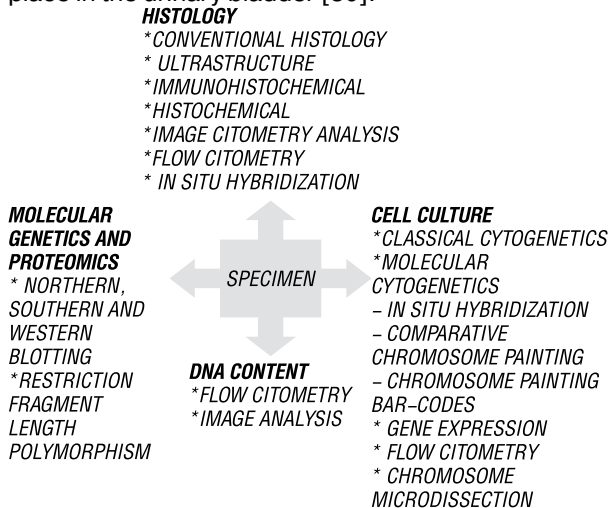 HISTOLOGY
*CONVENTIONAL HISTOLOGY
* ULTRASTRUCTURE
*IMMUNOHISTOCHEMICAL
*HISTOCHEMICAL
*IMAGE CITOMETRY ANALYSIS
*FLOW CITOMETRY
* IN SITU HYBRIDIZATION
MOLECULAR
GENETICS AND
PROTEOMICS
* NORTHERN,
SOUTHERN AND
WESTERN
BLOTTING
*RESTRICTION
FRAGMENT
LENGTH
POLYMORPHISM
SPECIMEN
DNA CONTENT
*FLOW CITOMETRY
*IMAGE ANALYSIS
CELL CULTURE
*CLASSICAL CYTOGENETICS
*MOLECULAR
CYTOGENETICS
– IN SITU HYBRIDIZATION
– COMPARATIVE
CHROMOSOME PAINTING
– CHROMOSOME PAINTING
BAR–CODES
* GENE EXPRESSION
* FLOW CITOMETRY
* CHROMOSOME
MICRODISSECTION